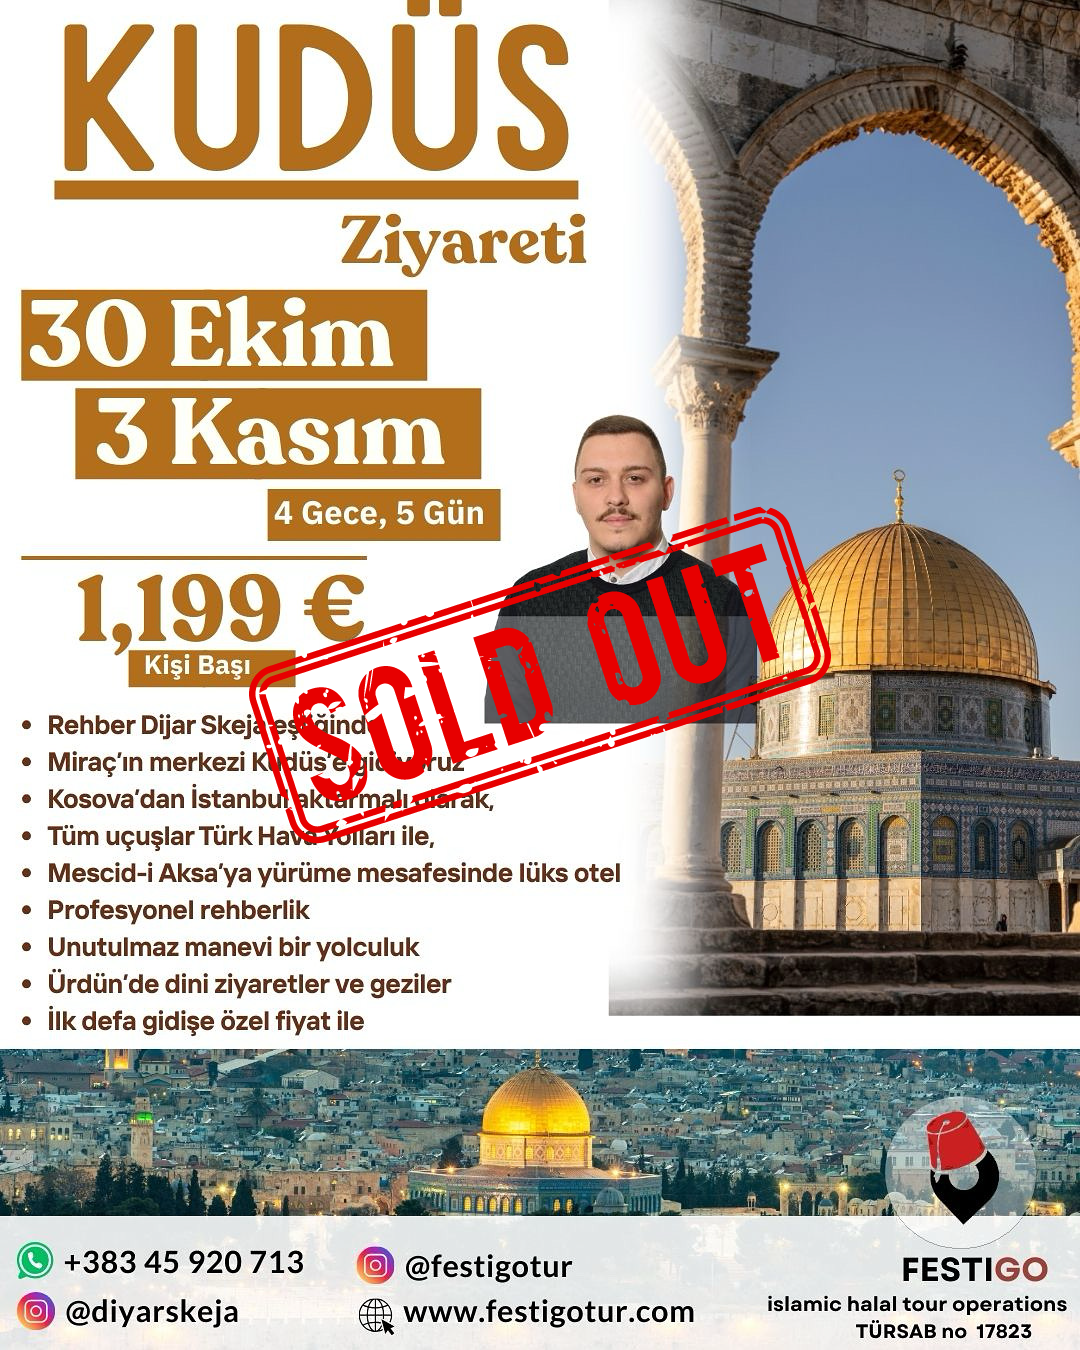 KUDÜS
Ziyareti
30 Ekim
3 Kasım
4 Gece, 5 Gün
1,199 €
Kişi Başı
SOLD OUT
Rehber Dijar Skeja eşliğinde
Miraç'ın merkezi Kudüs'e gidiyoruz
Kosova'dan İstanbul aktarmalı olarak,
Tüm uçuşlar Türk Hava Yolları ile,
Mescid-i Aksa'ya yürüme mesafesinde lüks otel
Profesyonel rehberlik
Unutulmaz manevi bir yolculuk
Ürdün'de dini ziyaretler ve geziler
İlk defa gidişe özel fiyat ile
+383 45 920 713
@festigotur
@diyarskeja
www.festigotur.com
FESTIGO
islamic halal tour operations
TÜRSAB no 17823